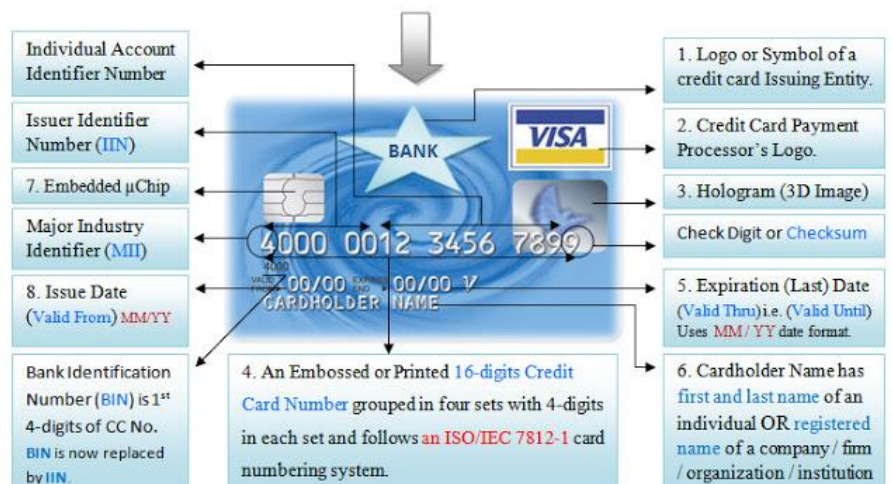 Individual Account
Identifier Number
Issuer Identifier
Number (IIN)
7. Embedded µChip
Major Industry
Identifier (MII)
8. Issue Date
(Valid From) MM/YY
Bank Identification
Number (BIN) is 1st
4-digits of CC No.
BIN is now replaced
by IIN.
BANK
VISA
4000 0012 3456 7899
4000
VALID
FROM
00/00
00/00 V
CARDHOLDER NAME
4. An Embossed or Printed 16-digits Credit
Card Number grouped in four sets with 4-digits
in each set and follows an ISO/IEC 7812-1 card
numbering system.
1. Logo or Symbol of a
credit card Issuing Entity.
2. Credit Card Payment
Processor's Logo.
3. Hologram (3D Image)
Check Digit or Checksum
5. Expiration (Last) Date
(Valid Thru) i.e. (Valid Until)
Uses MM / YY date format.
6. Cardholder Name has
first and last name of an
individual OR registered
name of a company / firm
/ organization / institution